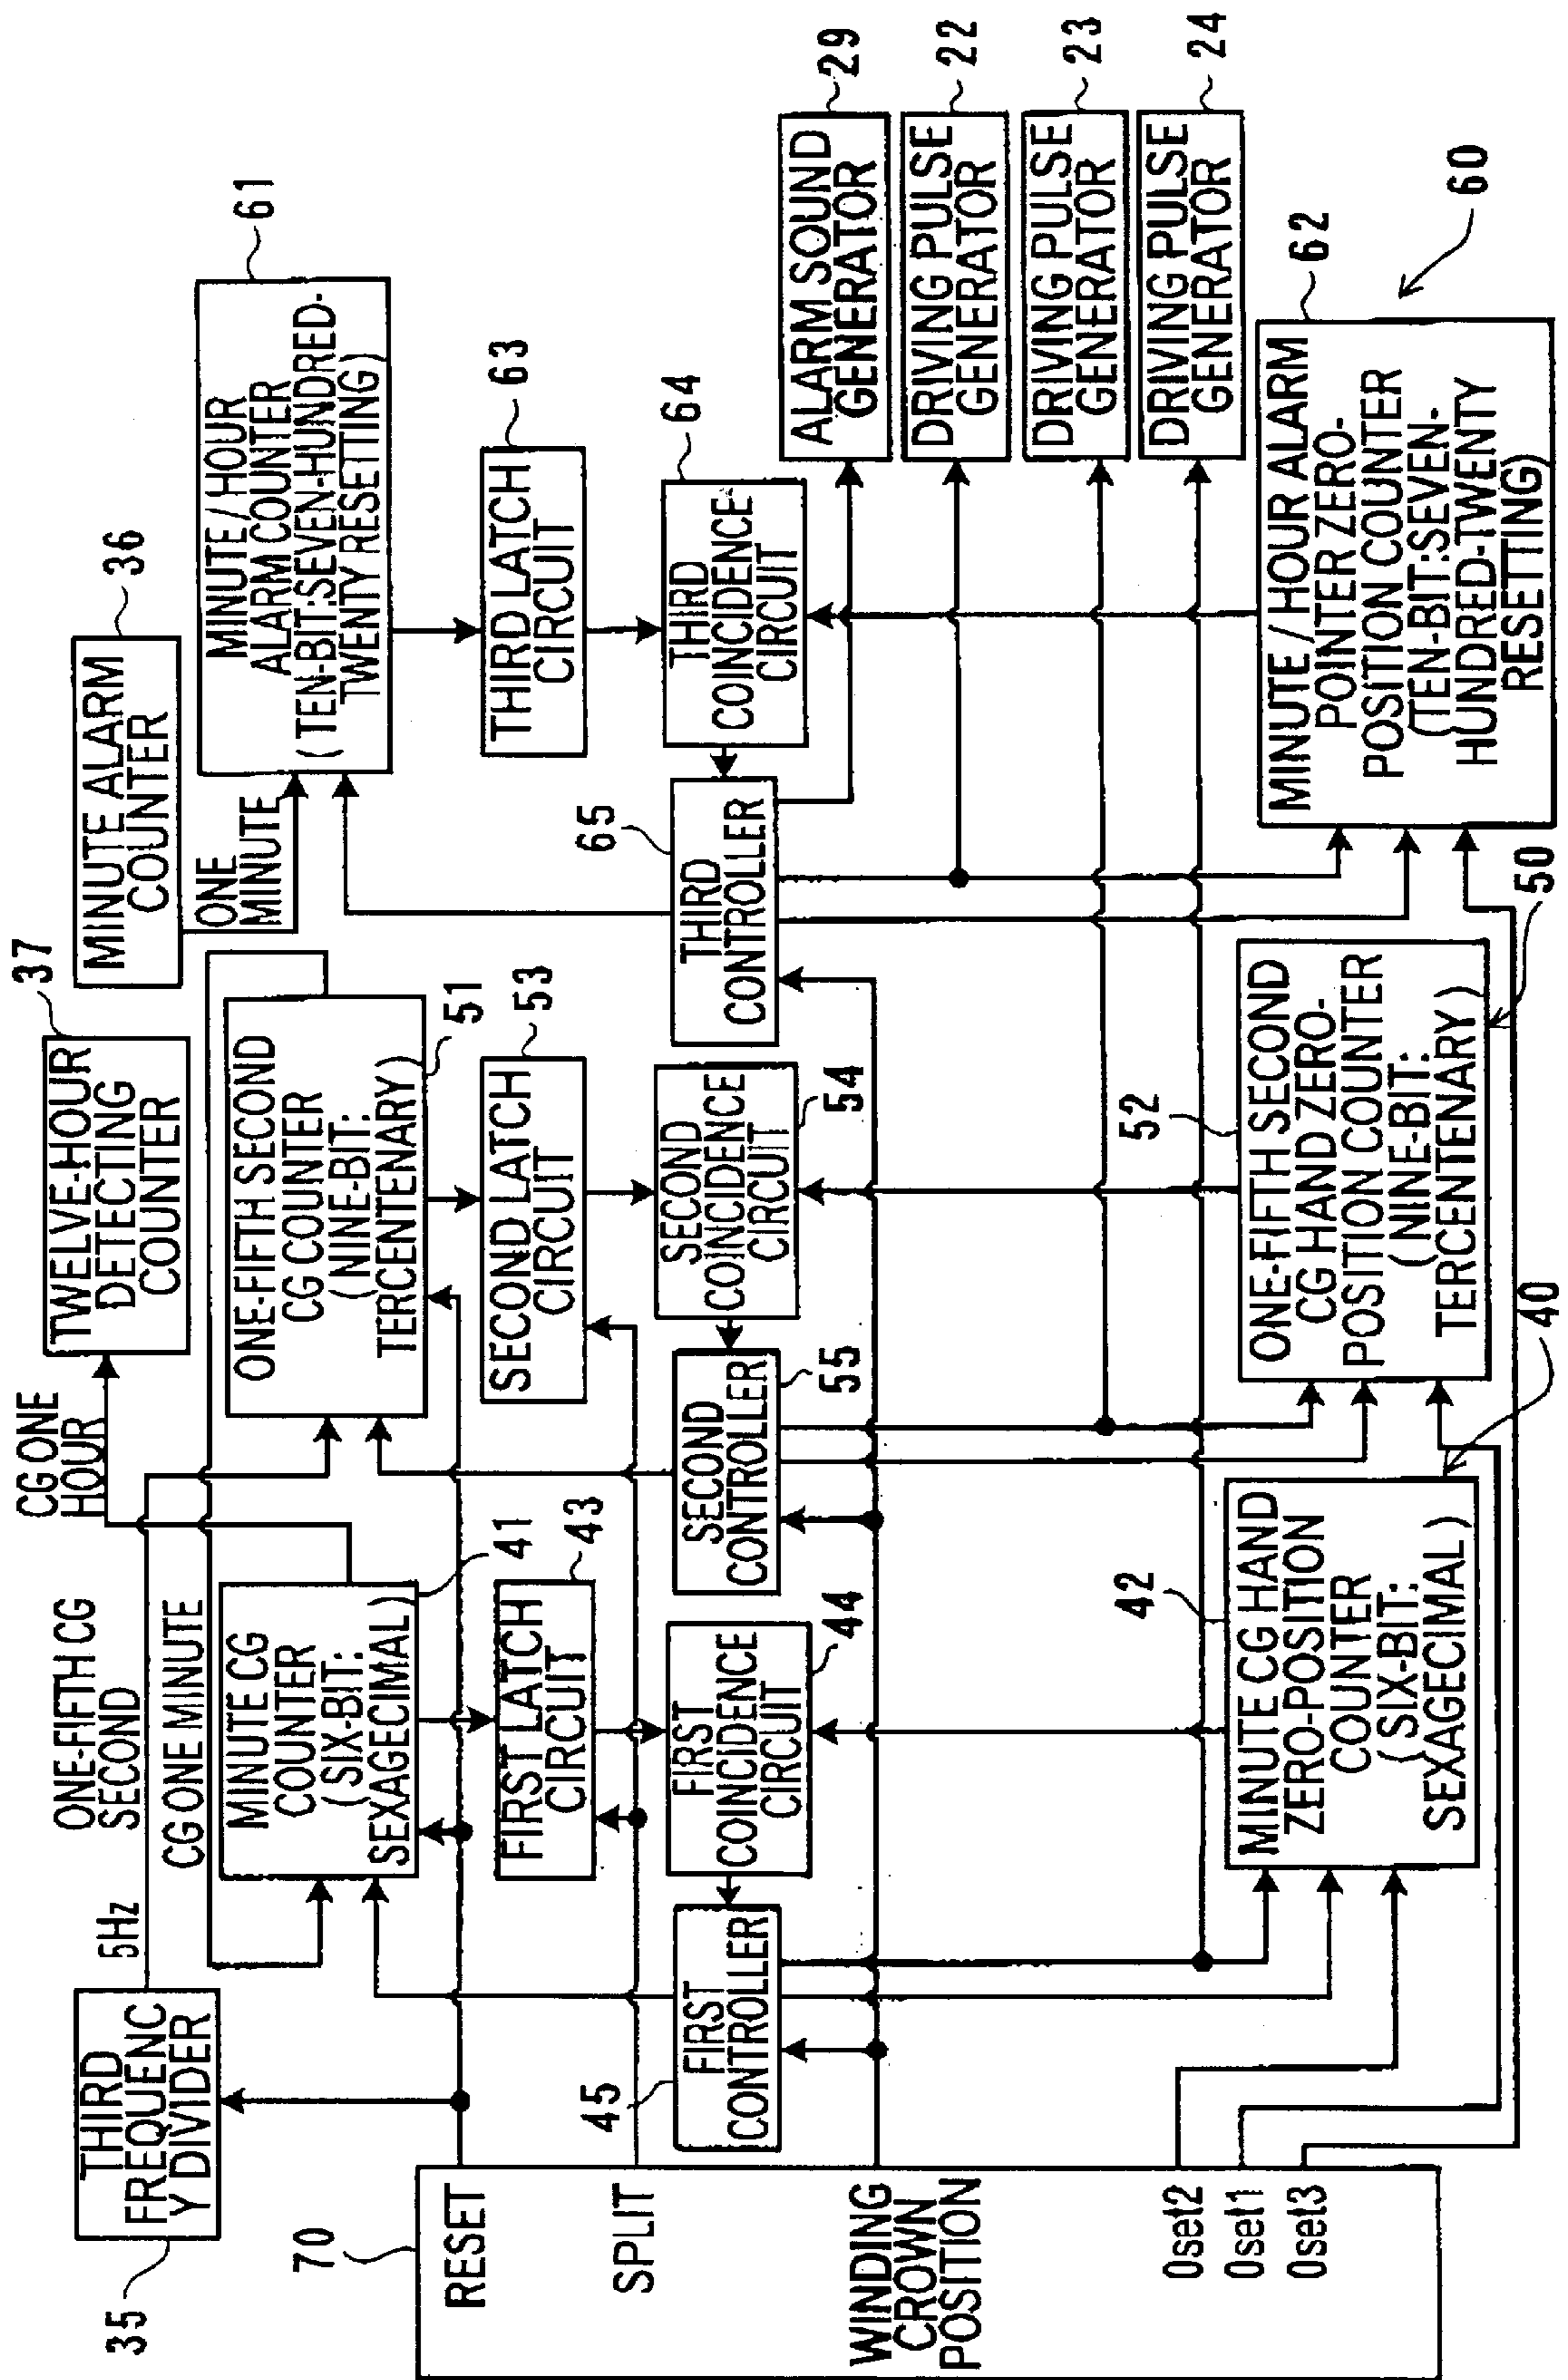 35
THIRD
FREQUENC
Y DIVIDER
5Hz
ONE-FIFTH CG
SECOND
CG ONE MINUTE
CG ONE
HOUR
37
TWELVE-HOUR
DETECTING
COUNTER
36
MINUTE ALARM
COUNTER
ONE
MINUTE
61
MINUTE / HOUR
ALARM COUNTER
( TEN-BIT:SEVEN-HUNDRED-
TWENTY RESETTING)
MINUTE CG
COUNTER
(SIX-BIT:
SEXAGECIMAL)
41
ONE-FIFTH SECOND
CG COUNTER
(NINE-BIT:
TERCENTENARY)
51
70
RESET
SPLIT
WINDING
CROWN
POSITION
0set2
0set1
0set3
FIRST LATCH
CIRCUIT
43
SECOND LATCH
CIRCUIT
53
THIRD LATCH
CIRCUIT
63
45
FIRST
CONTROLLER
FIRST
COINCIDENCE
CIRCUIT
44
SECOND
CONTROLLER
55
SECOND
COINCIDENCE
CIRCUIT
54
65
THIRD
CONTROLLER
THIRD
COINCIDENCE
CIRCUIT
64
ALARM SOUND
GENERATOR
29
DRIVING PULSE
GENERATOR
22
DRIVING PULSE
GENERATOR
23
DRIVING PULSE
GENERATOR
24
42
MINUTE CG HAND
ZERO-POSITION
COUNTER
(SIX-BIT:
SEXAGECIMAL)
40
52
ONE-FIFTH SECOND
CG HAND ZERO-
POSITION COUNTER
(NINE-BIT:
TERCENTENARY)
50
62
MINUTE / HOUR ALARM
POINTER ZERO-
POSITION COUNTER
(TEN-BIT:SEVEN-
HUNDRED-TWENTY
RESETTING)
60